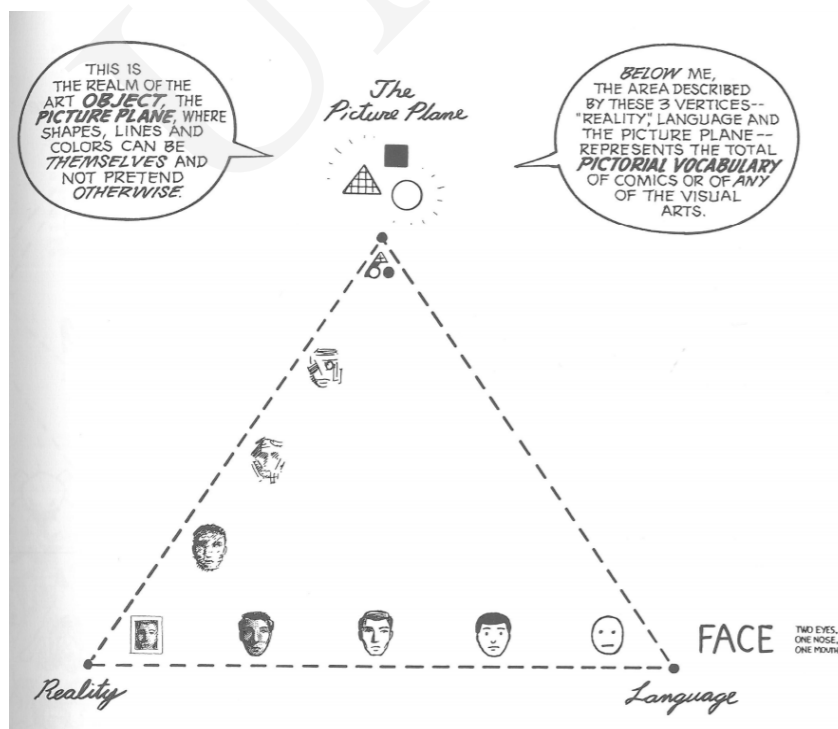 THIS IS
THE REALM OF THE
ART OBJECT, THE
PICTURE PLANE, WHERE
SHAPES, LINES AND
COLORS CAN BE
THEMSELVES AND
NOT PRETEND
OTHERWISE.
The
Picture Plane
BELOW ME,
THE AREA DESCRIBED
BY THESE 3 VERTICES--
"REALITY," LANGUAGE AND
THE PICTURE PLANE--
REPRESENTS THE TOTAL
PICTORIAL VOCABULARY
OF COMICS OR OF ANY
OF THE VISUAL
ARTS.
FACE
TWO EYES,
ONE NOSE,
ONE MOUTH
Reality
Language